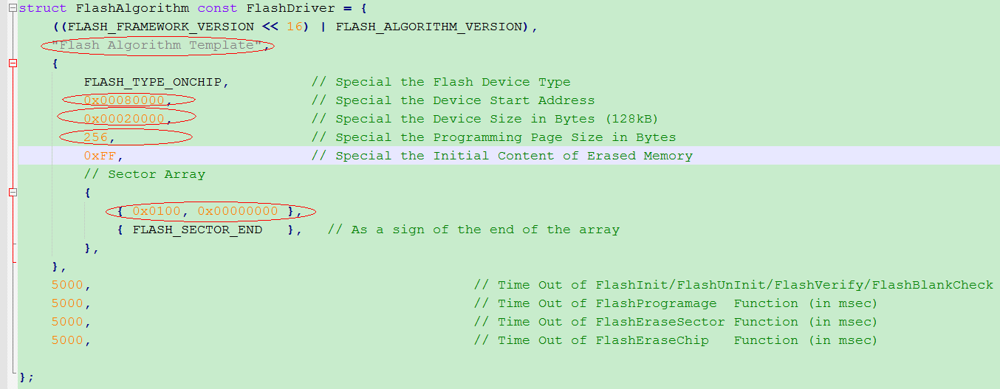 struct FlashAlgorithm const FlashDriver = {
((FLASH_FRAMEWORK_VERSION << 16) | FLASH_ALGORITHM_VERSION),
"Flash Algorithm Template",
{
FLASH_TYPE_ONCHIP, // Special the Flash Device Type
0x00080000, // Special the Device Start Address
0x00020000, // Special the Device Size in Bytes (128kB)
256, // Special the Programming Page Size in Bytes
0xFF, // Special the Initial Content of Erased Memory
// Sector Array
{
{ 0x0100, 0x00000000 },
{ FLASH_SECTOR_END }, // As a sign of the end of the array
},
},
5000, // Time Out of FlashInit/FlashUnInit/FlashVerify/FlashBlankCheck
5000, // Time Out of FlashProgramage Function (in msec)
5000, // Time Out of FlashEraseSector Function (in msec)
5000, // Time Out of FlashEraseChip Function (in msec)
};